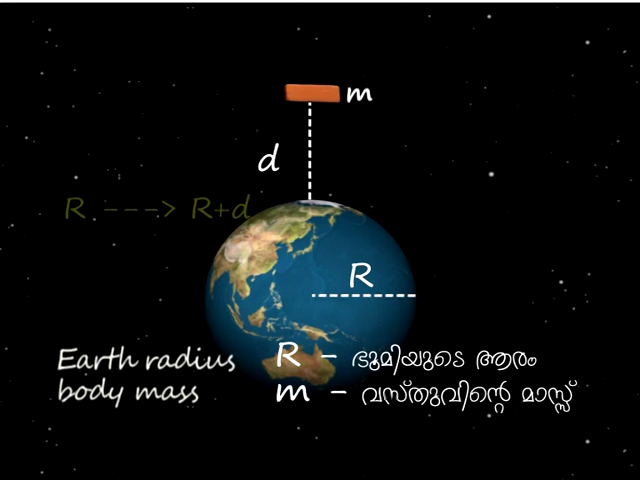 m
d
R ---> R+d
R
Earth radius R – ഭൂമിയുടെ ആരം
body mass m – വസ്തുവിന്റെ മാസ്സ്